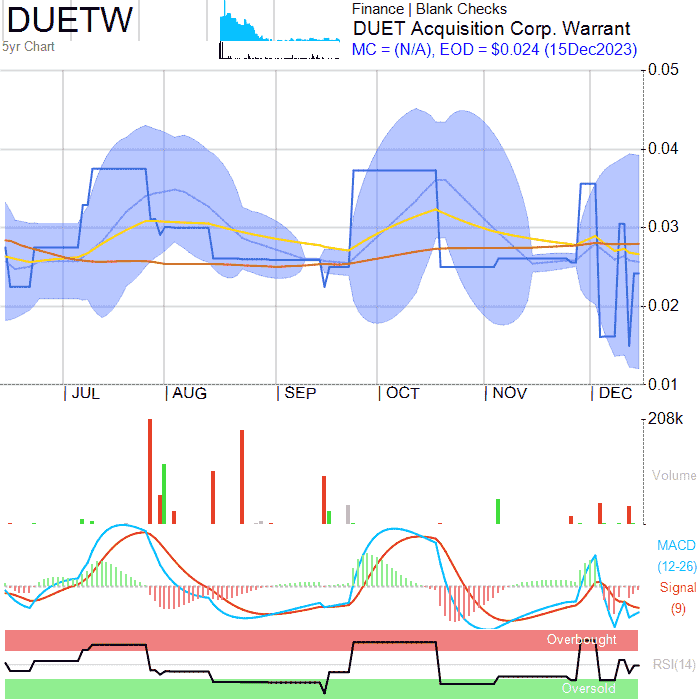 DUETW
5yr Chart
Finance | Blank Checks
DUET Acquisition Corp. Warrant
MC = (N/A), EOD = $0.024 (15Dec2023)
0.05
0.04
0.03
0.02
0.01
JUL AUG SEP OCT NOV DEC
208k
Volume
MACD
(12-26)
Signal
(9)
Overbought
RSI(14)
Oversold